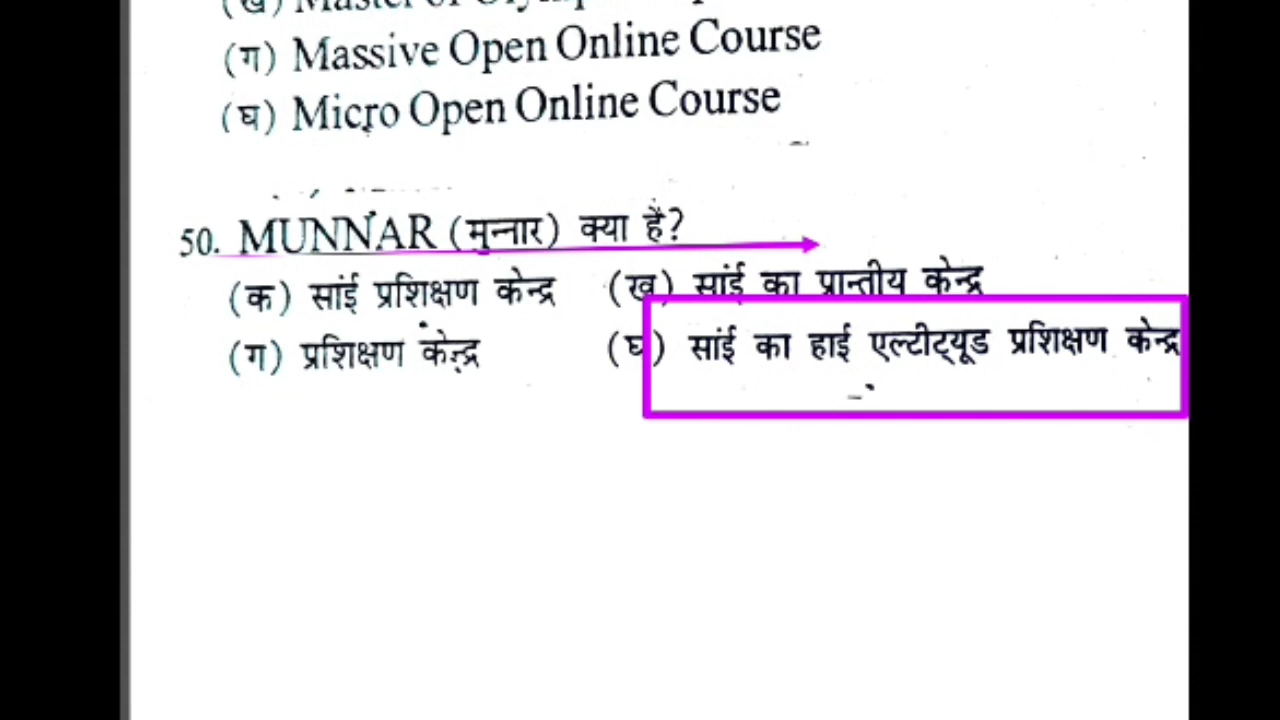 (ग) Massive Open Online Course
(घ) Micro Open Online Course
50. MUNNAR (मुन्नार) क्या है?
(क) सांई प्रशिक्षण केन्द्र (ख) सांई का प्रान्तीय केन्द्र
(ग) प्रशिक्षण केन्द्र (घ) सांई का हाई एल्टीट्यूड प्रशिक्षण केन्द्र